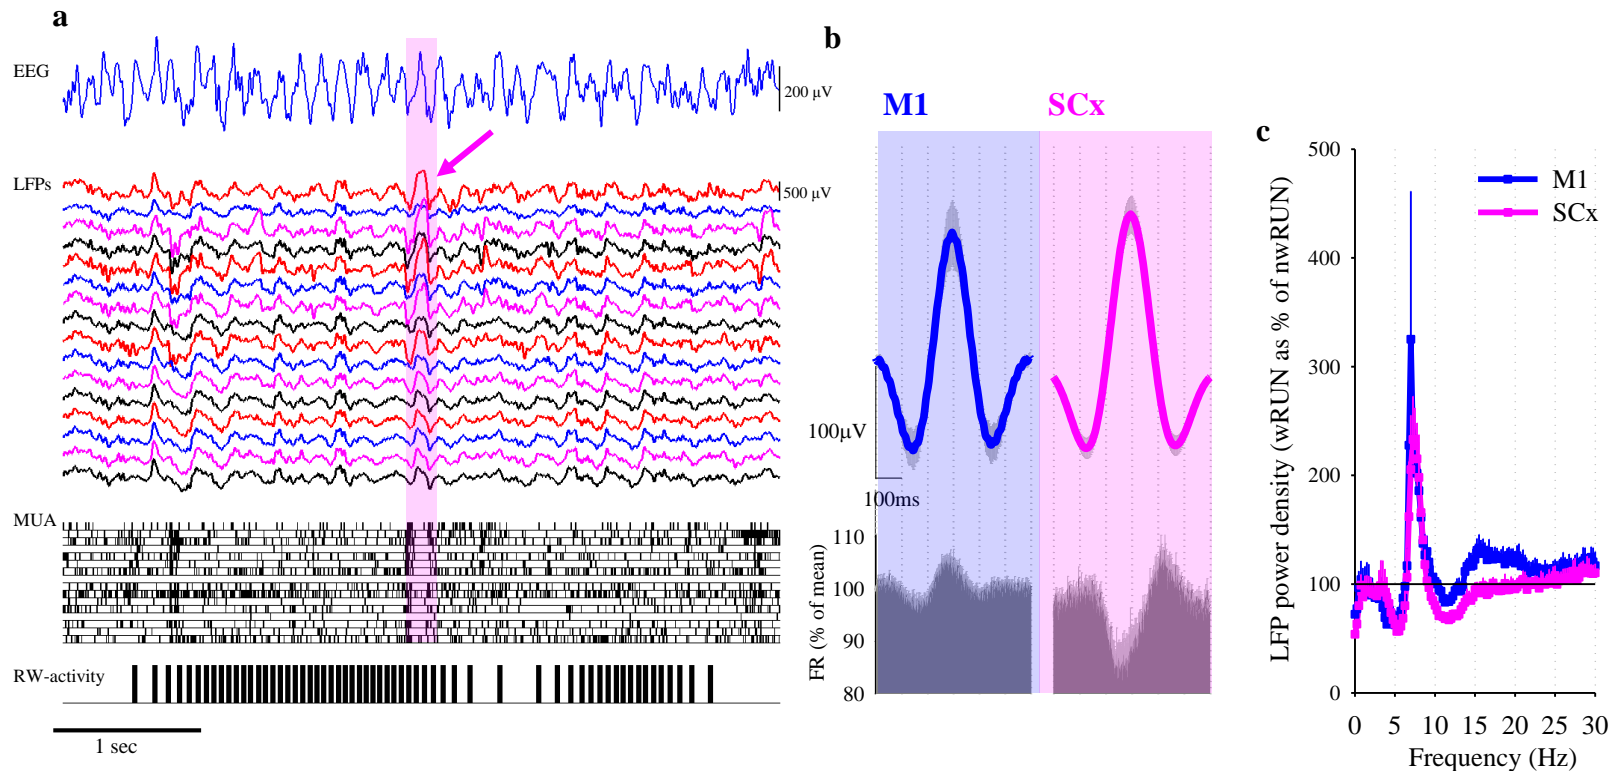 a
EEG
200 µV
LFPs
500 µV
MUA
RW-activity
1 sec
b
M1
SCx
100µV
100ms
FR (% of mean)
110
100
90
80
c
LFP power density (wRUN as % of nwRUN)
500
400
300
200
100
0
M1
SCx
0 5 10 15 20 25 30
Frequency (Hz)